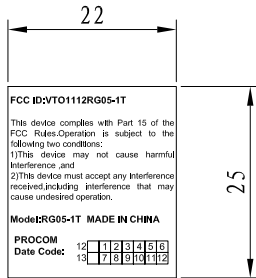 22
FCC ID:VTO1112RG05-1T
This device complies with Part 15 of the
FCC Rules.Operation is subject to the
following two conditions:
1)This device may not cause harmful
interference ,and
2)This device must accept any interference
received,including interference that may
cause undesired operation.
Model:RG05-1T MADE IN CHINA
PROCOM
Date Code:
12 1 2 3 4 5 6
13 7 8 9 10 11 12
25